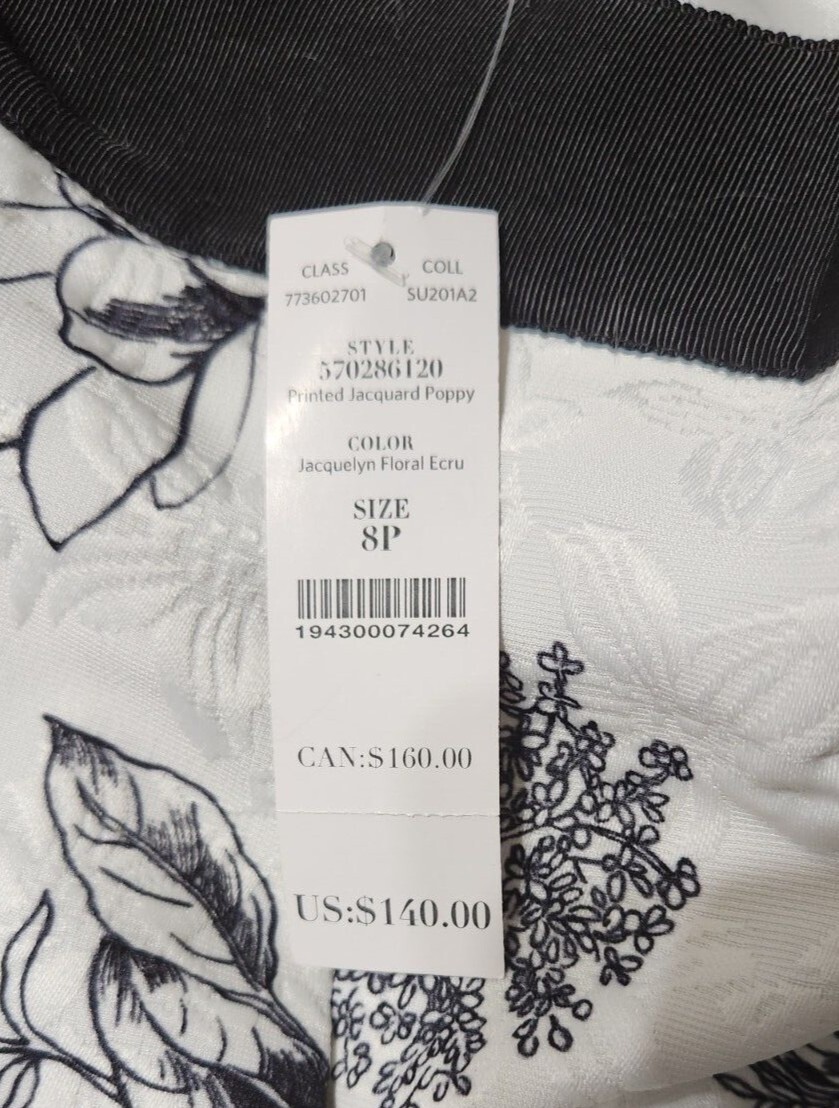 CLASS COLL
773602701 SU201A2
STYLE
570286120
Printed Jacquard Poppy
COLOR
Jacquelyn Floral Ecru
SIZE
8P
194300074264
CAN:$160.00
US:$140.00